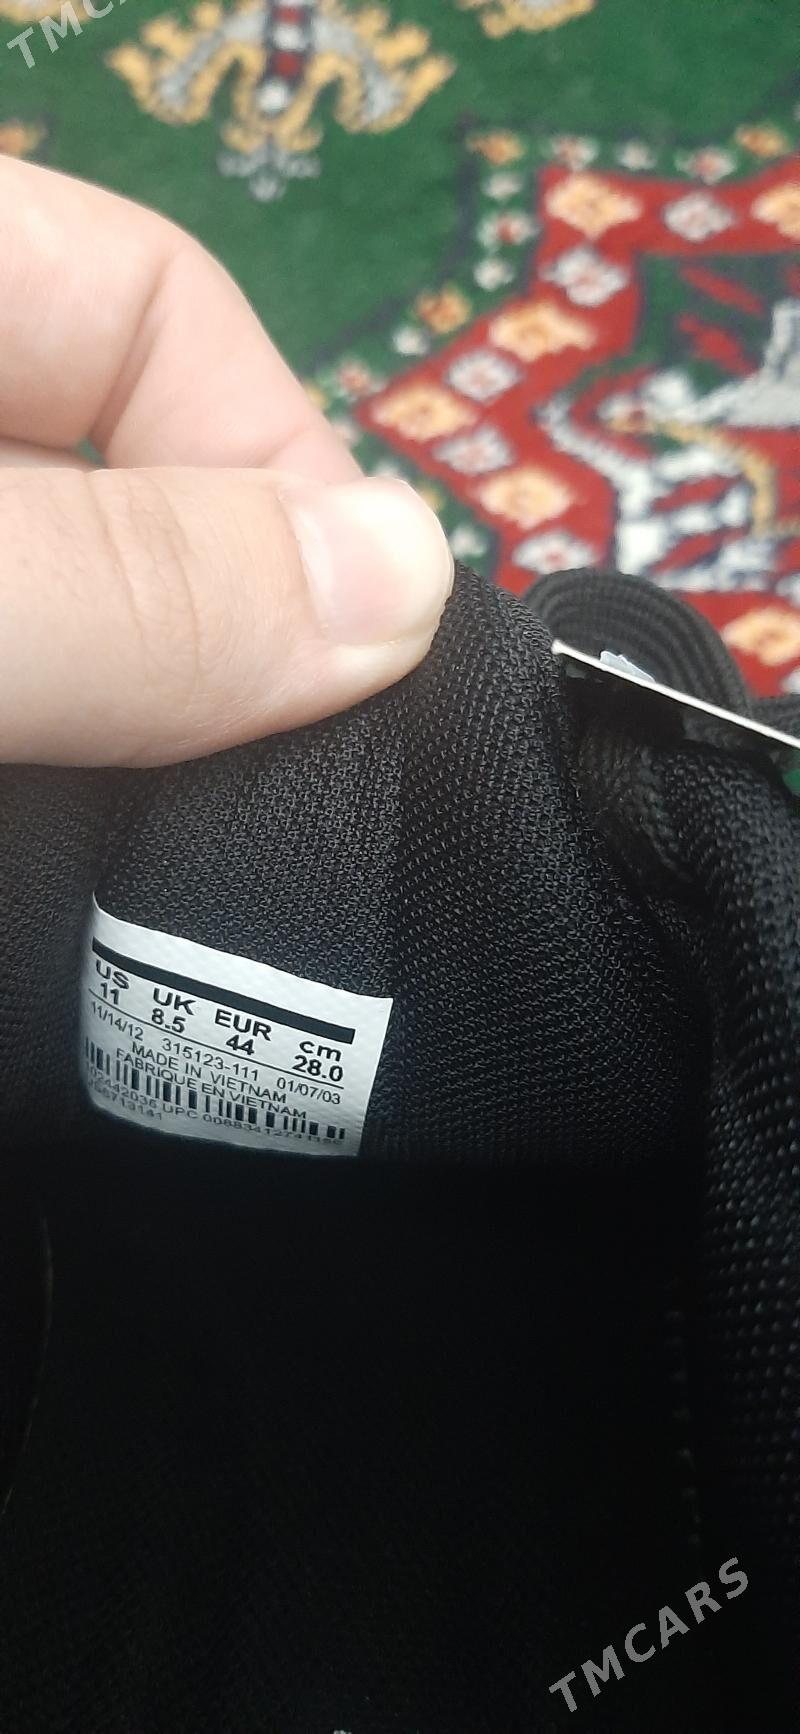 TMCARS
US UK EUR cm
11 8.5 44 28.0
11/14/12 315123-111 01/07/03
MADE IN VIETNAM
FABRIQUE EN VIETNAM
TMCARS